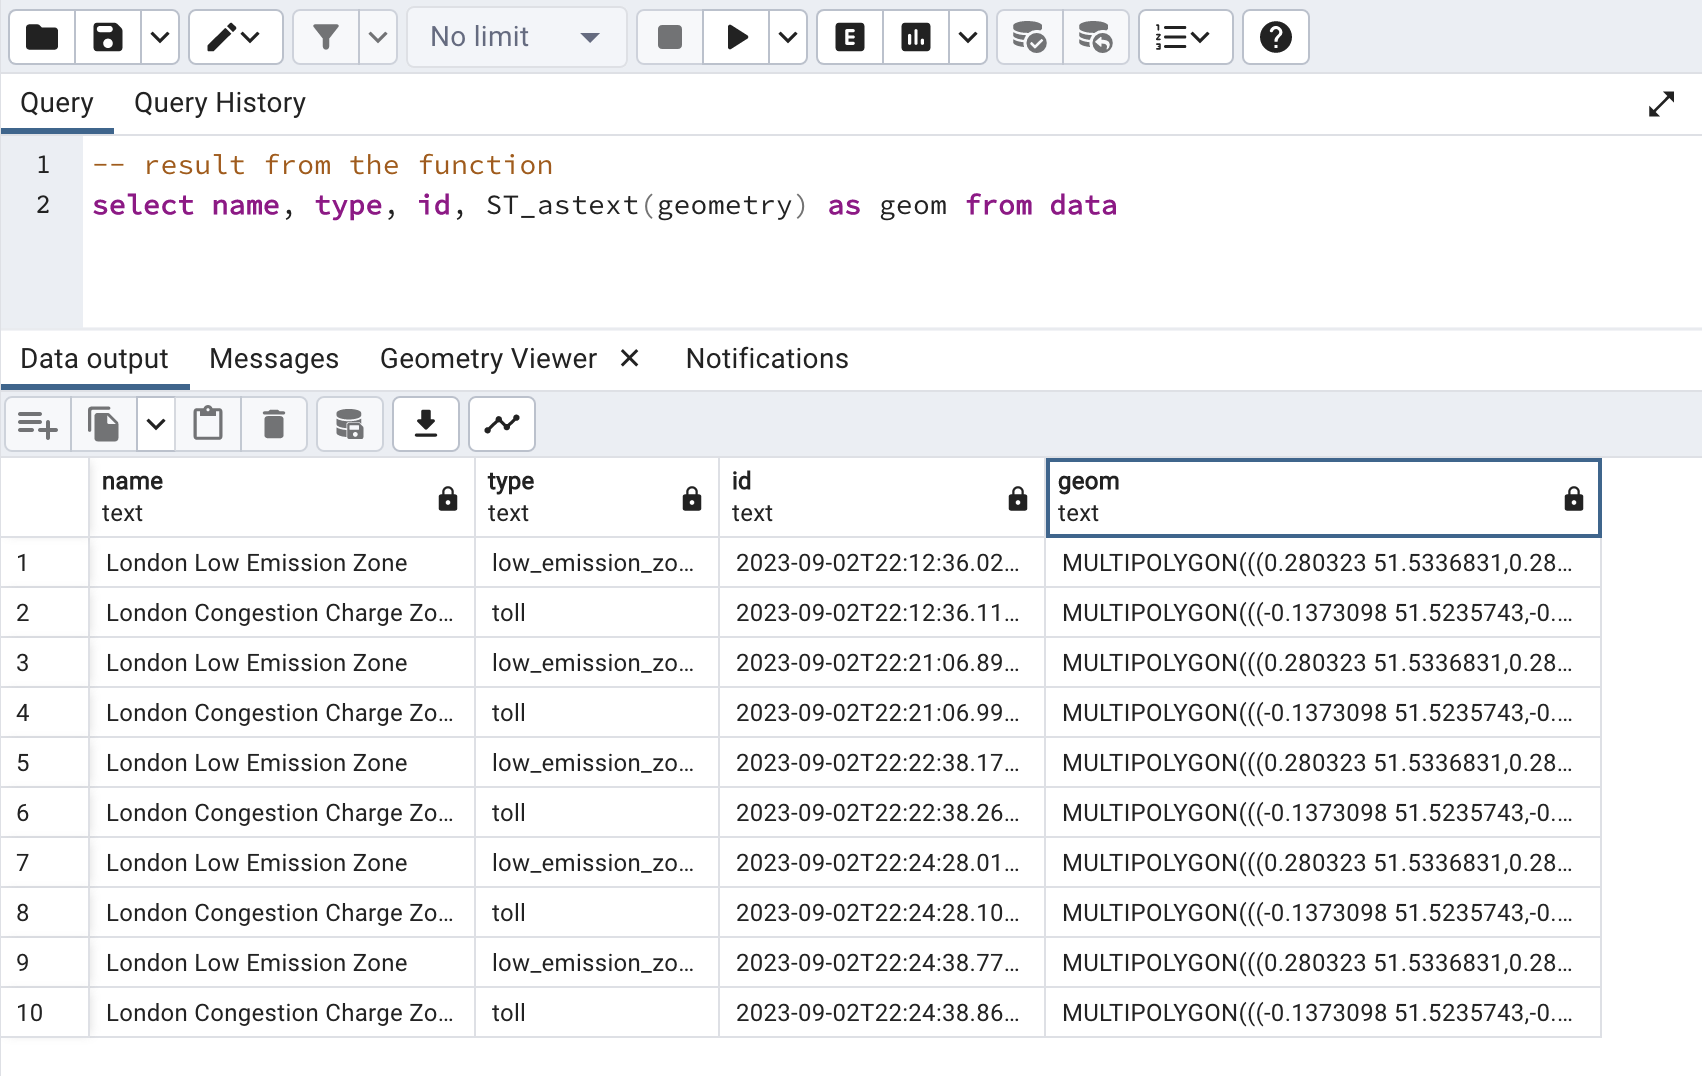 No limit
E
Query Query History
1 -- result from the function
2 select name, type, id, ST_astext(geometry) as geom from data
Data output Messages Geometry Viewer Notifications
name type id geom
text text text text
1 London Low Emission Zone low_emission_zo... 2023-09-02T22:12:36.02... MULTIPOLYGON(((0.280323 51.5336831,0.28...
2 London Congestion Charge Zo... toll 2023-09-02T22:12:36.11... MULTIPOLYGON(((-0.1373098 51.5235743,-0....
3 London Low Emission Zone low_emission_zo... 2023-09-02T22:21:06.89... MULTIPOLYGON(((0.280323 51.5336831,0.28...
4 London Congestion Charge Zo... toll 2023-09-02T22:21:06.99... MULTIPOLYGON(((-0.1373098 51.5235743,-0....
5 London Low Emission Zone low_emission_zo... 2023-09-02T22:22:38.17... MULTIPOLYGON(((0.280323 51.5336831,0.28...
6 London Congestion Charge Zo... toll 2023-09-02T22:22:38.26... MULTIPOLYGON(((-0.1373098 51.5235743,-0....
7 London Low Emission Zone low_emission_zo... 2023-09-02T22:24:28.01... MULTIPOLYGON(((0.280323 51.5336831,0.28...
8 London Congestion Charge Zo... toll 2023-09-02T22:24:28.10... MULTIPOLYGON(((-0.1373098 51.5235743,-0....
9 London Low Emission Zone low_emission_zo... 2023-09-02T22:24:38.77... MULTIPOLYGON(((0.280323 51.5336831,0.28...
10 London Congestion Charge Zo... toll 2023-09-02T22:24:38.86... MULTIPOLYGON(((-0.1373098 51.5235743,-0....